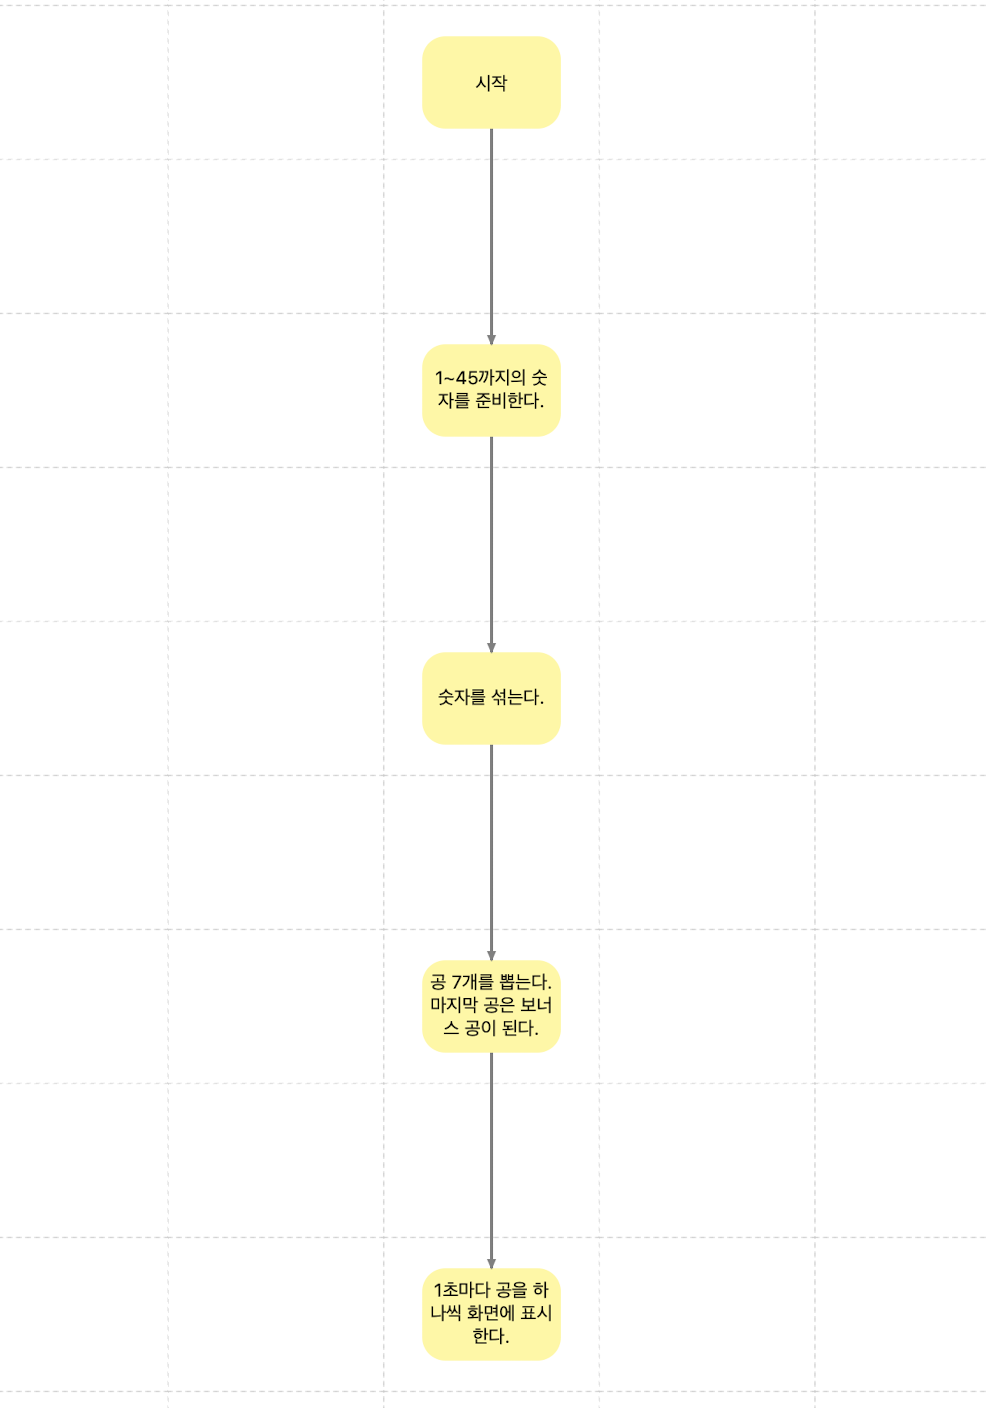 시작
1~45까지의 숫
자를 준비한다.
숫자를 섞는다.
공 7개를 뽑는다.
마지막 공은 보너
스 공이 된다.
1초마다 공을 하
나씩 화면에 표시
한다.